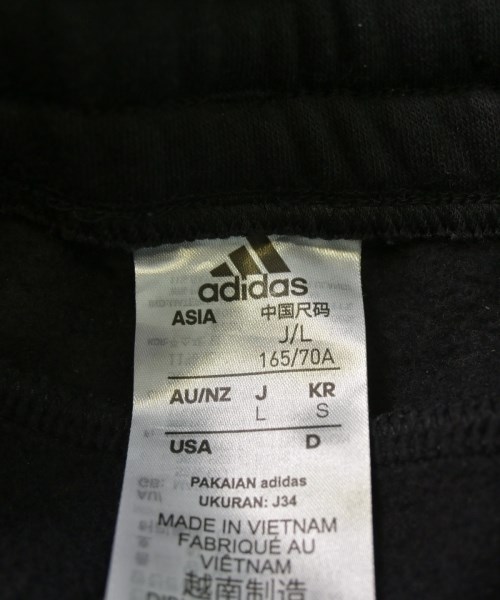 adidas
ASIA 中国尺码
J/L
165/70A
AU/NZ J KR
L S
USA D
PAKAIAN adidas
UKURAN: J34
MADE IN VIETNAM
FABRIQUÉ AU
VIETNAM
越南制造